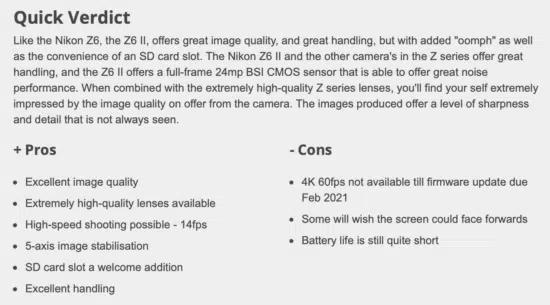 Quick Verdict
Like the Nikon Z6, the Z6 II, offers great image quality, and great handling, but with added "oomph" as well
as the convenience of an SD card slot. The Nikon Z6 II and the other camera's in the Z series offer great
handling, and the Z6 II offers a full-frame 24mp BSI CMOS sensor that is able to offer great noise
performance. When combined with the extremely high-quality Z series lenses, you'll find your self extremely
impressed by the image quality on offer from the camera. The images produced offer a level of sharpness
and detail that is not always seen.
+ Pros
• Excellent image quality
• Extremely high-quality lenses available
• High-speed shooting possible - 14fps
• 5-axis image stabilisation
• SD card slot a welcome addition
• Excellent handling
- Cons
• 4K 60fps not available till firmware update due
Feb 2021
• Some will wish the screen could face forwards
• Battery life is still quite short